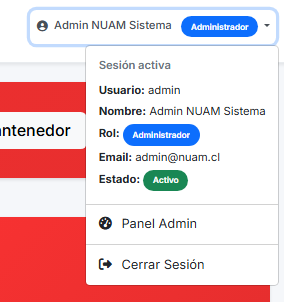 Admin NUAM Sistema Administrador
Sesión activa
Usuario: admin
Nombre: Admin NUAM Sistema
antenedor
Rol: Administrador
Email: admin@nuam.cl
Estado: Activo
Panel Admin
Cerrar Sesión